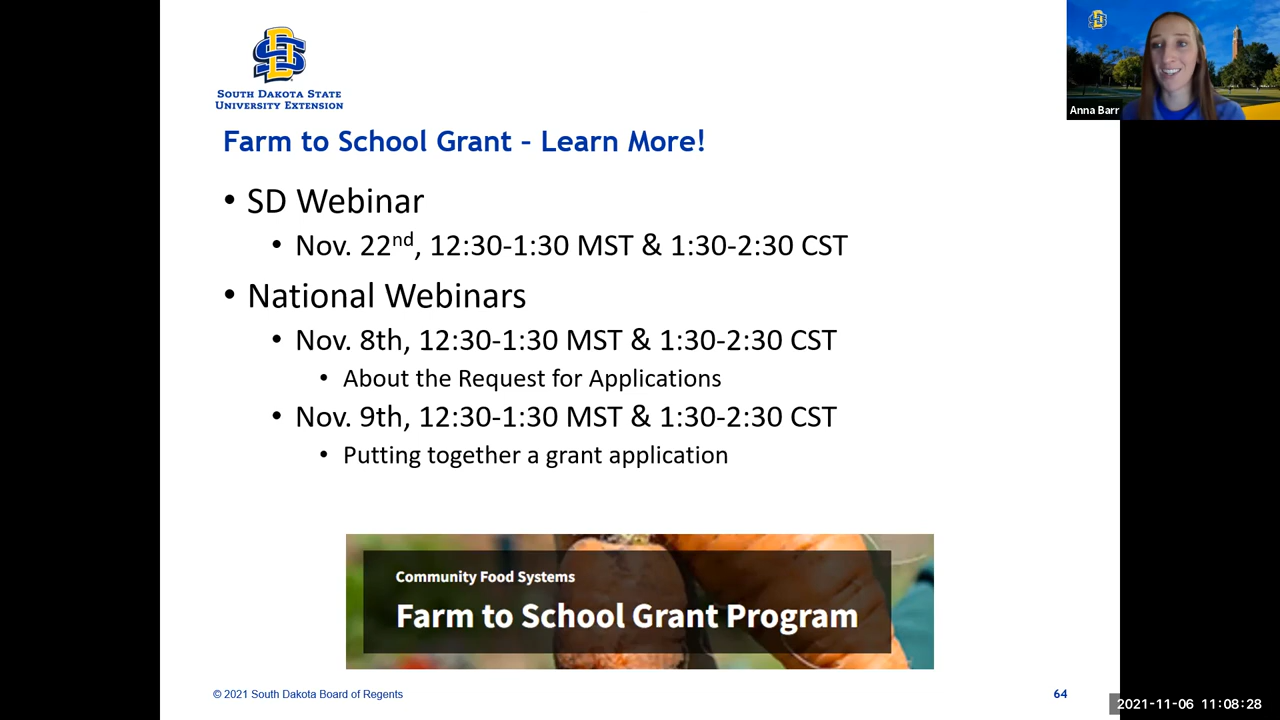 SOUTH DAKOTA STATE
UNIVERSITY EXTENSION
Anna Barr
Farm to School Grant – Learn More!
• SD Webinar
• Nov. 22nd, 12:30-1:30 MST & 1:30-2:30 CST
• National Webinars
• Nov. 8th, 12:30-1:30 MST & 1:30-2:30 CST
• About the Request for Applications
• Nov. 9th, 12:30-1:30 MST & 1:30-2:30 CST
• Putting together a grant application
Community Food Systems
Farm to School Grant Program
© 2021 South Dakota Board of Regents
64
2021-11-06 11:08:28